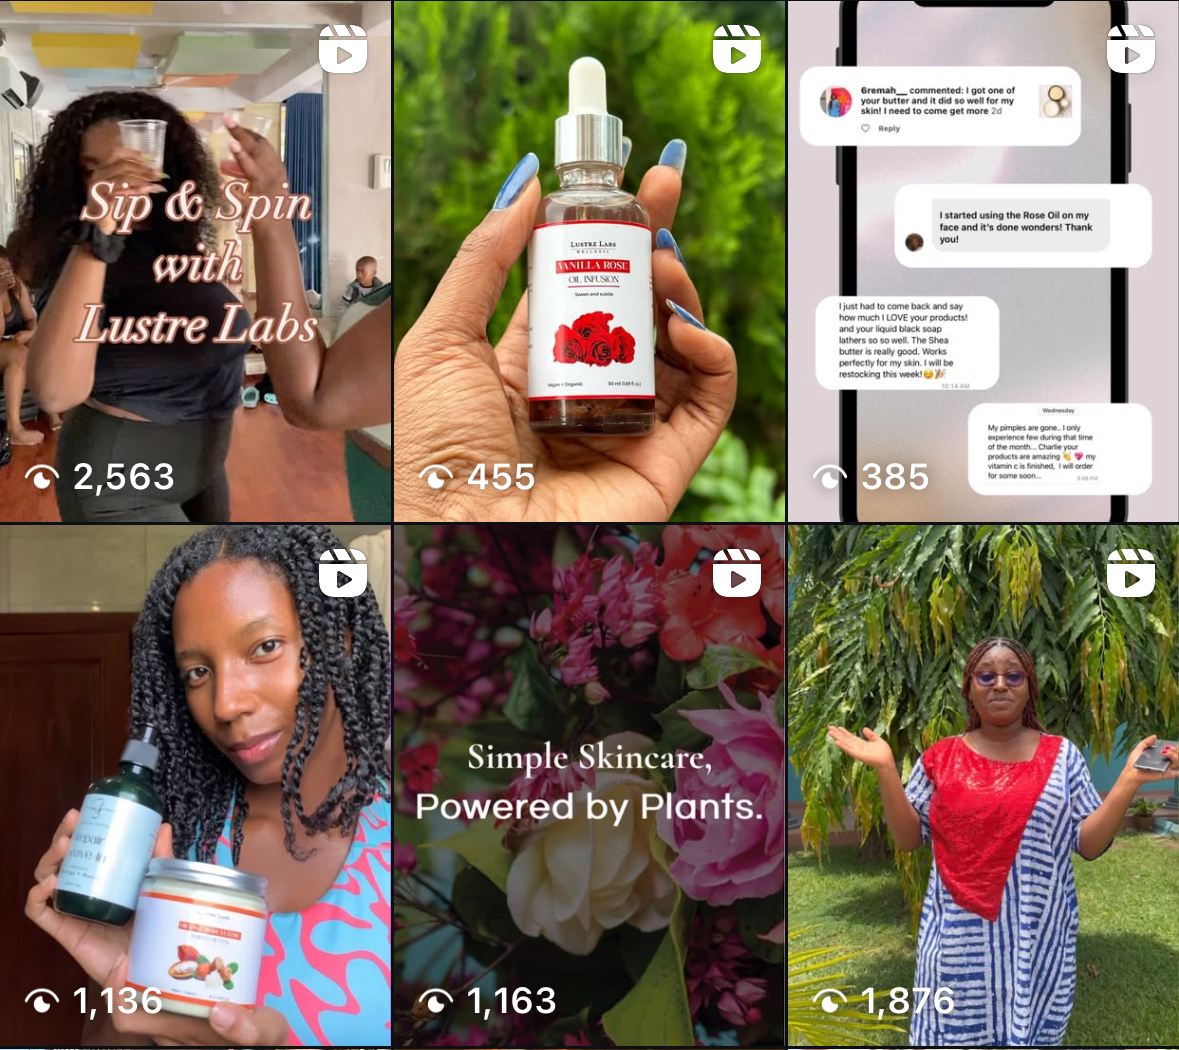 Sip & Spin
with
Lustre Labs
2,563
LUSTRE LABS
WELLNESS
VANILLA ROSE
OIL INFUSION
Sweet and subtle
Vegan + Organic
50 ml (1.69 fl. oz)
455
6remah__ commented: I got one of
your butter and it did so well for my
skin! I need to come get more 2d
Reply
I started using the Rose Oil on my
face and it's done wonders! Thank
you!
I just had to come back and say
how much I LOVE your products!
and your liquid black soap
lathers so so well. The Shea
butter is really good. Works
perfectly for my skin. I will be
restocking this week!😩🎉
10:14 AM
Wednesday
My pimples are gone.. I only
experience few during that time
of the month... Charlie your
products are amazing 👏 💖 my
vitamin c is finished, I will order
for some soon...
385
LUSTRE LABS
1,136
Simple Skincare,
Powered by Plants.
1,163
1,876